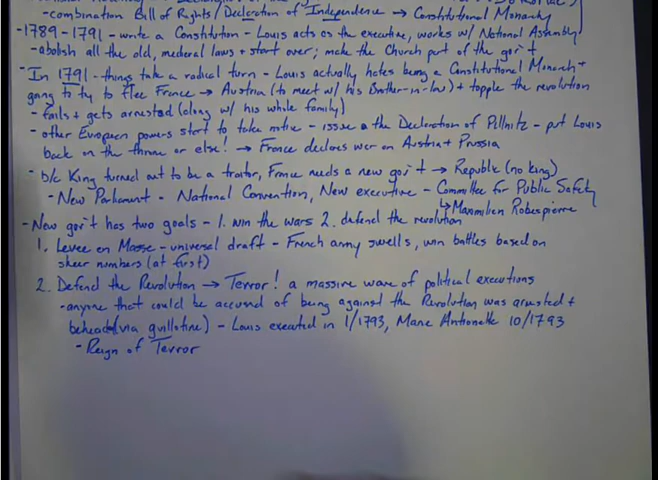 -combination Bill of Rights/Declaration of Independence → Constitutional Monarchy
-1789-1791 - write a Constitution - Louis acts as the executive, works w/ National Assembly
-abolish all the old, medieval laws + start over; make the Church part of the gov't
-In 1791 - things take a radical turn - Louis actually hates being a Constitutional Monarch +
going to try to flee France → Austria (to meet w/ his Brother-in-law) + topple the revolution
- fails + gets arrested (along w/ his whole family)
- other European powers start to take notice - issue the Declaration of Pillnitz - put Louis
back on the throne or else! → France declares war on Austria + Prussia
- b/c King turned out to be a traitor, France needs a new gov't → Republic (no king)
- New Parliament - National Convention, New executive - Committee for Public Safety
↳ Maximilien Robespierre
- New gov't has two goals - 1. win the wars 2. defend the revolution
1. Levee en Masse - universal draft - French army swells, win battles based on
sheer numbers (at first)
2. Defend the Revolution → Terror! a massive wave of political executions
-anyone that could be accused of being against the Revolution was arrested +
beheaded (via guillotine) - Louis executed in 1/1793, Marie Antionette 10/1793
- Reign of Terror